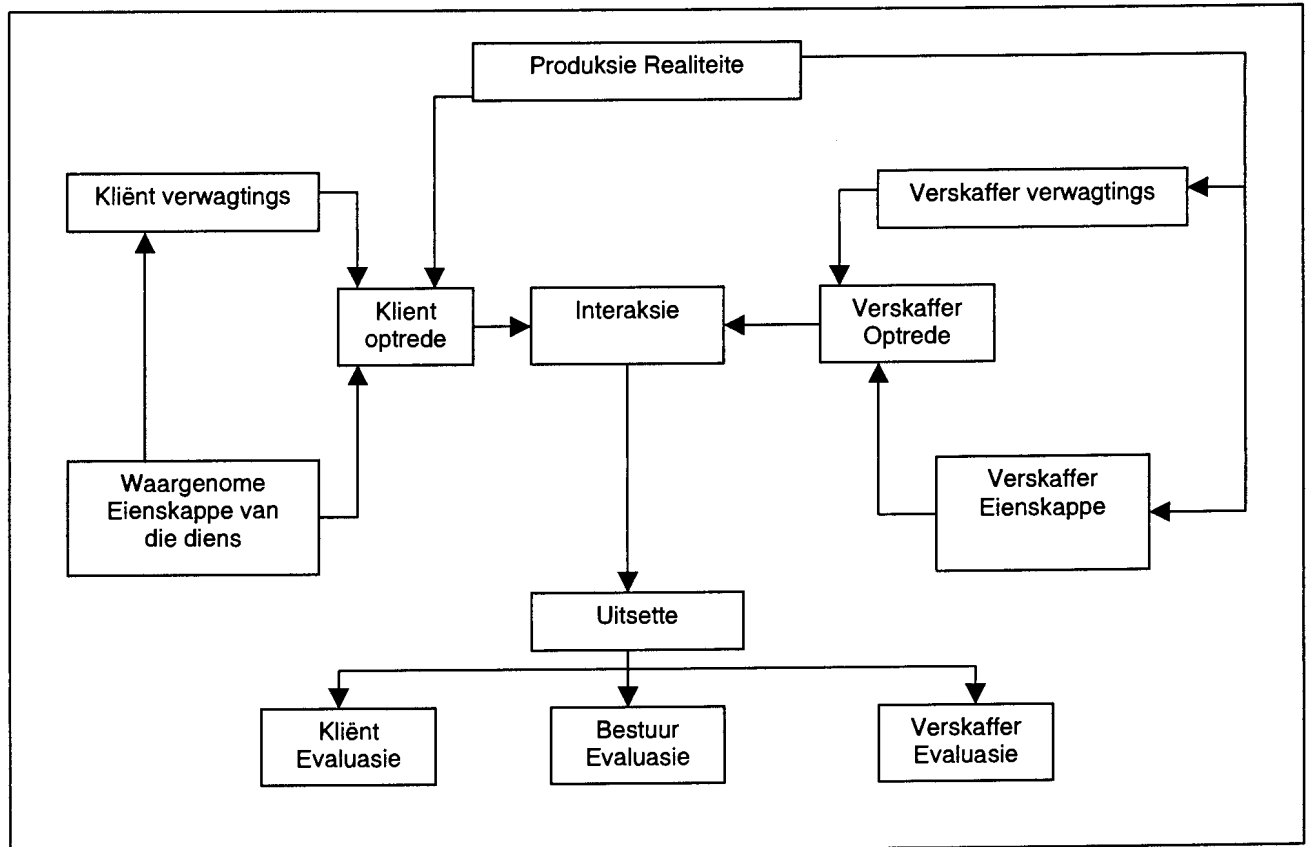 Produksie Realiteite
Kliënt verwagtings
Verskaffer verwagtings
Klient
optrede
Interaksie
Verskaffer
Optrede
Waargenome
Eienskappe van
die diens
Verskaffer
Eienskappe
Uitsette
Kliënt
Evaluasie
Bestuur
Evaluasie
Verskaffer
Evaluasie